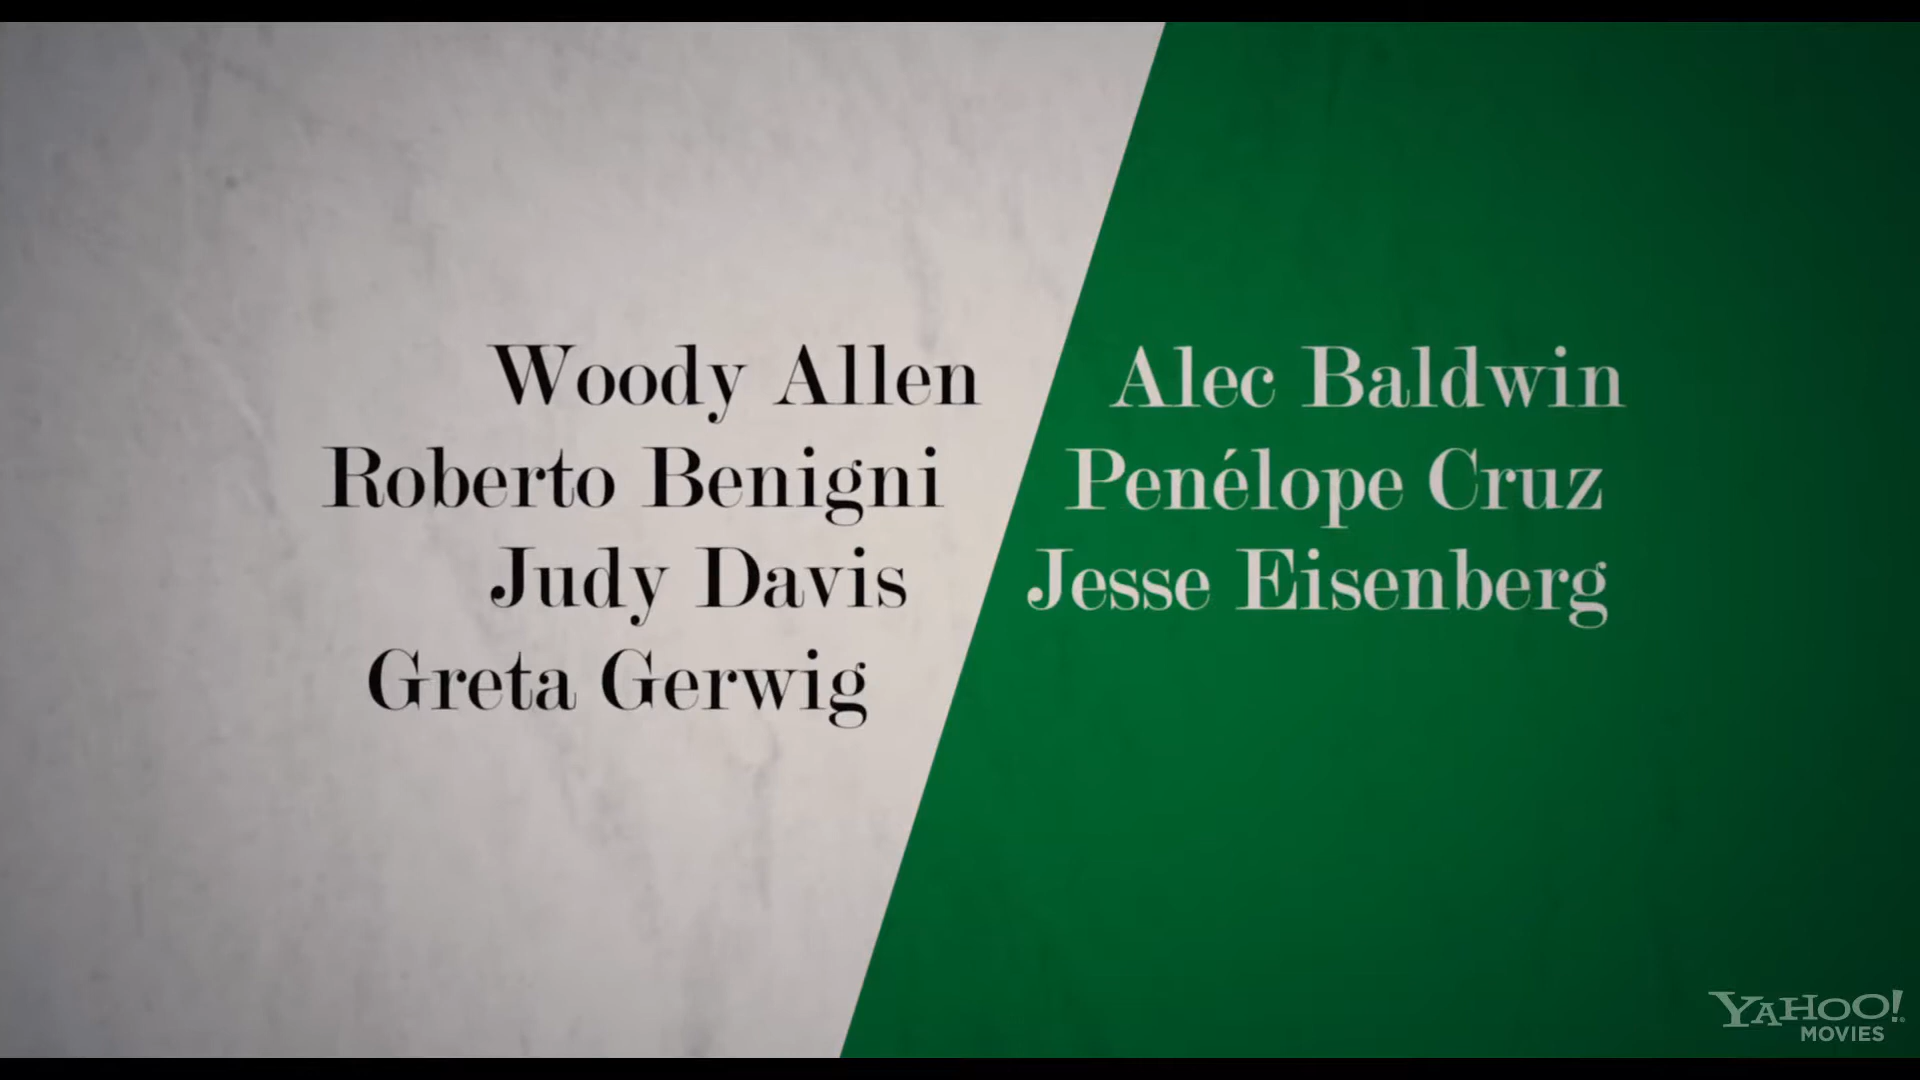 Woody Allen
Alec Baldwin
Roberto Benigni
Penélope Cruz
Judy Davis
Jesse Eisenberg
Greta Gerwig
YAHOO!
MOVIES